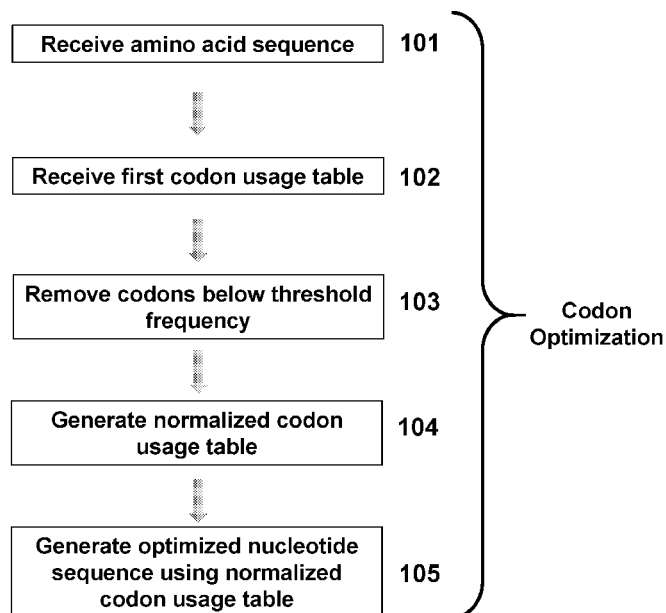 Receive amino acid sequence
101
Receive first codon usage table
102
Remove codons below threshold
frequency
103
Generate normalized codon
usage table
104
Generate optimized nucleotide
sequence using normalized
codon usage table
105
Codon
Optimization